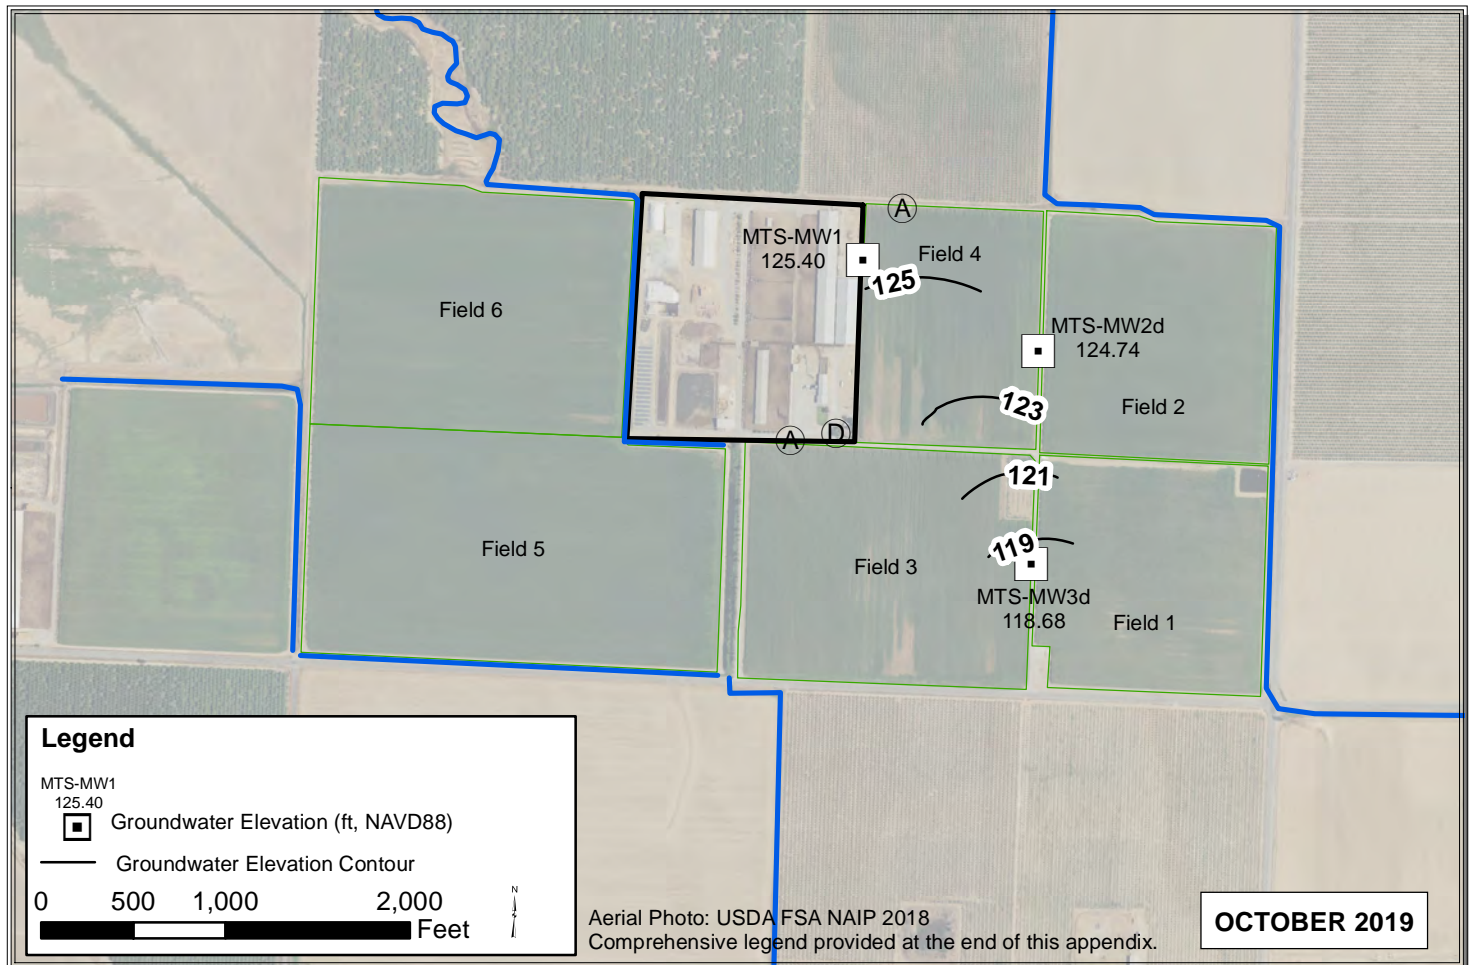 A
MTS-MW1
125.40
Field 4
125
Field 6
MTS-MW2d
124.74
123
Field 2
A
D
121
Field 5
119
Field 3
MTS-MW3d
118.68
Field 1
Legend
MTS-MW1
125.40
Groundwater Elevation (ft, NAVD88)
Groundwater Elevation Contour
0 500 1,000 2,000
Feet
N
Aerial Photo: USDA FSA NAIP 2018
Comprehensive legend provided at the end of this appendix.
OCTOBER 2019